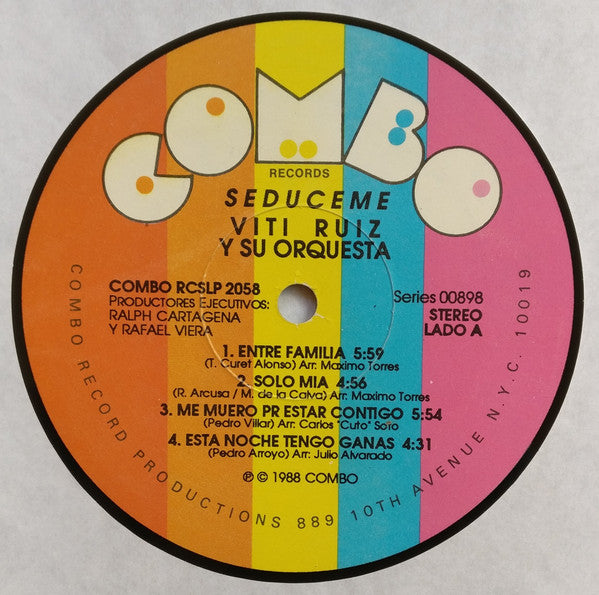 COMBO
RECORDS
SEDUCEME
VITI RUIZ
Y SU ORQUESTA
COMBO RCSLP 2058
PRODUCTORES EJECUTIVOS:
RALPH CARTAGENA
Y RAFAEL VIERA
Series 00898
STEREO
LADO A
1. ENTRE FAMILIA 5:59
(T. Curet Alonso) Arr: Maximo Torres
2. SOLO MIA 4:56
(R. Arcusa / M. de la Calva) Arr: Maximo Torres
3. ME MUERO PR ESTAR CONTIGO 5:54
(Pedro Villar) Arr: Carlos "Cuto" Soto
4. ESTA NOCHE TENGO GANAS 4:31
(Pedro Arroyo) Arr: Julio Alvarado
℗ © 1988 COMBO
COMBO RECORD PRODUCTIONS 889 10TH AVENUE N.Y.C. 10019